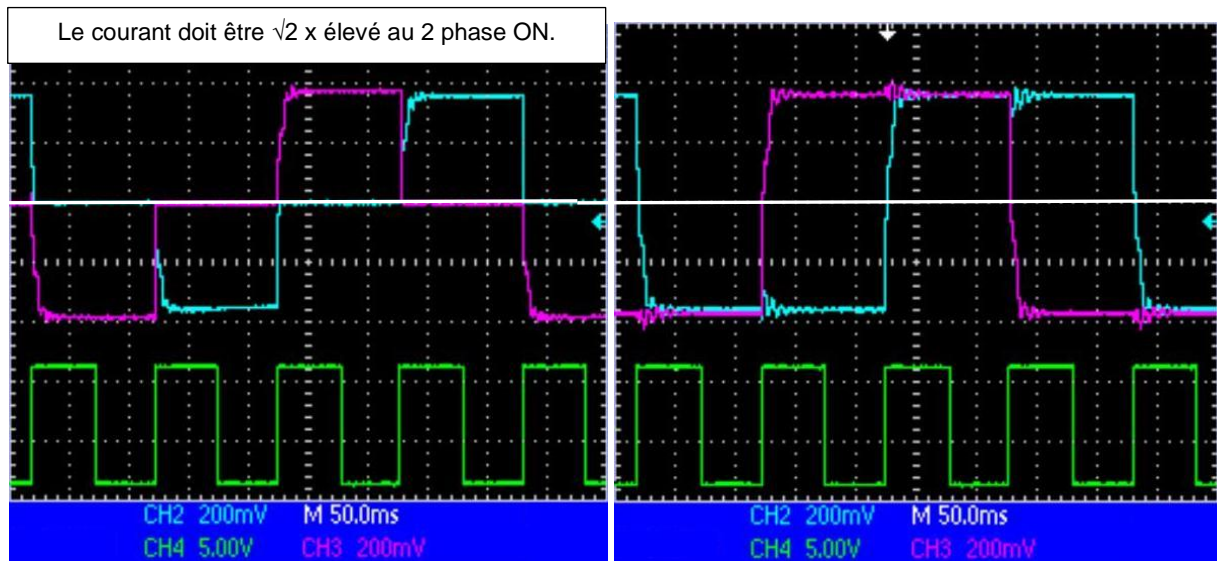 Le courant doit être √2 x élevé au 2 phase ON.
CH2 200mV M 50.0ms
CH4 5.00V CH3 200mV
CH2 200mV M 50.0ms
CH4 5.00V CH3 200mV